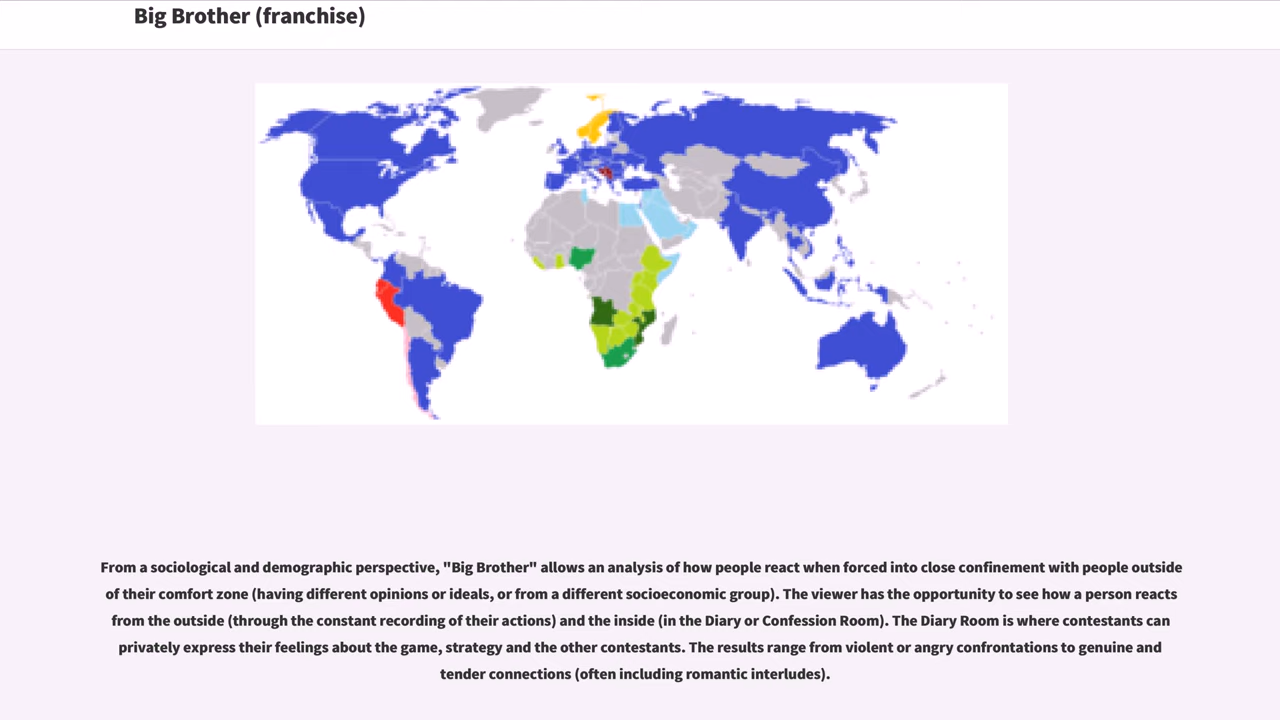 Big Brother (franchise)
From a sociological and demographic perspective, "Big Brother" allows an analysis of how people react when forced into close confinement with people outside
of their comfort zone (having different opinions or ideals, or from a different socioeconomic group). The viewer has the opportunity to see how a person reacts
from the outside (through the constant recording of their actions) and the inside (in the Diary or Confession Room). The Diary Room is where contestants can
privately express their feelings about the game, strategy and the other contestants. The results range from violent or angry confrontations to genuine and
tender connections (often including romantic interludes).